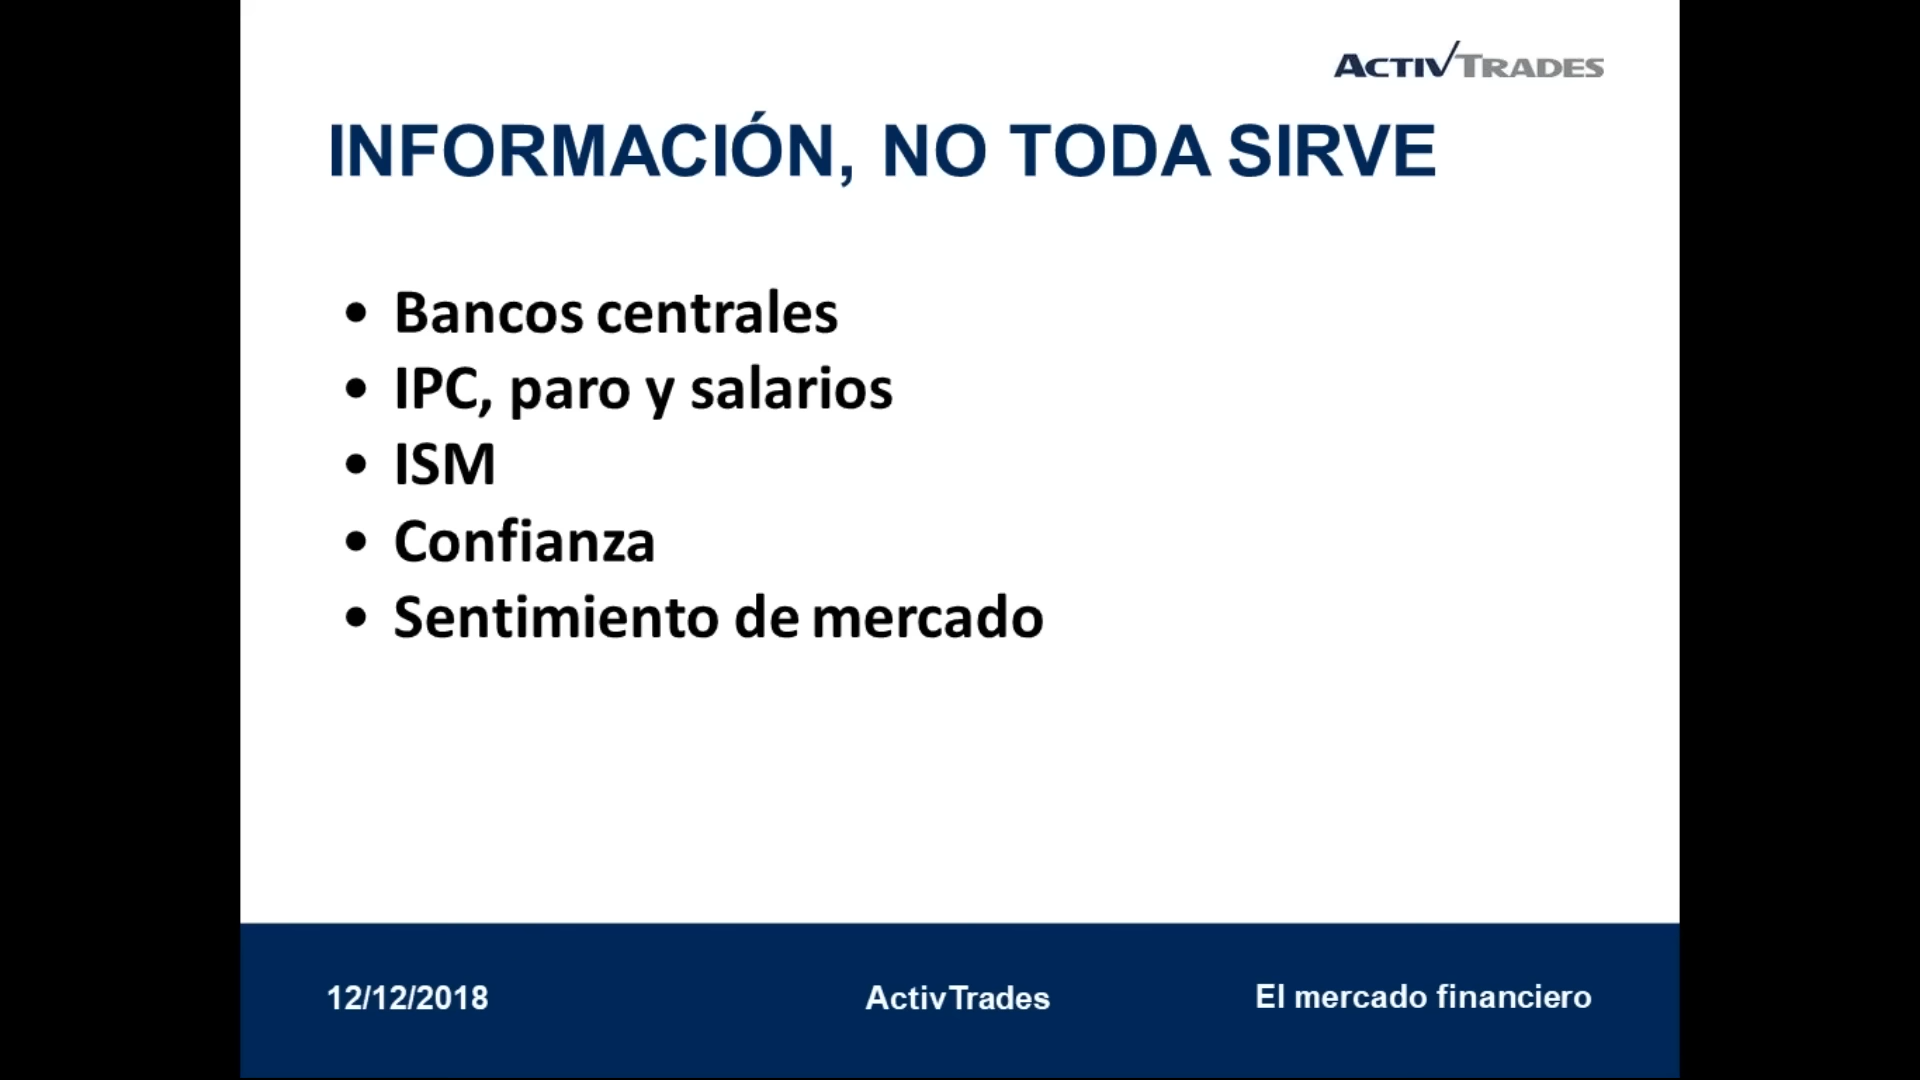 ACTIVTRADES
INFORMACIÓN, NO TODA SIRVE
• Bancos centrales
• IPC, paro y salarios
• ISM
• Confianza
• Sentimiento de mercado
12/12/2018
ActivTrades
El mercado financiero